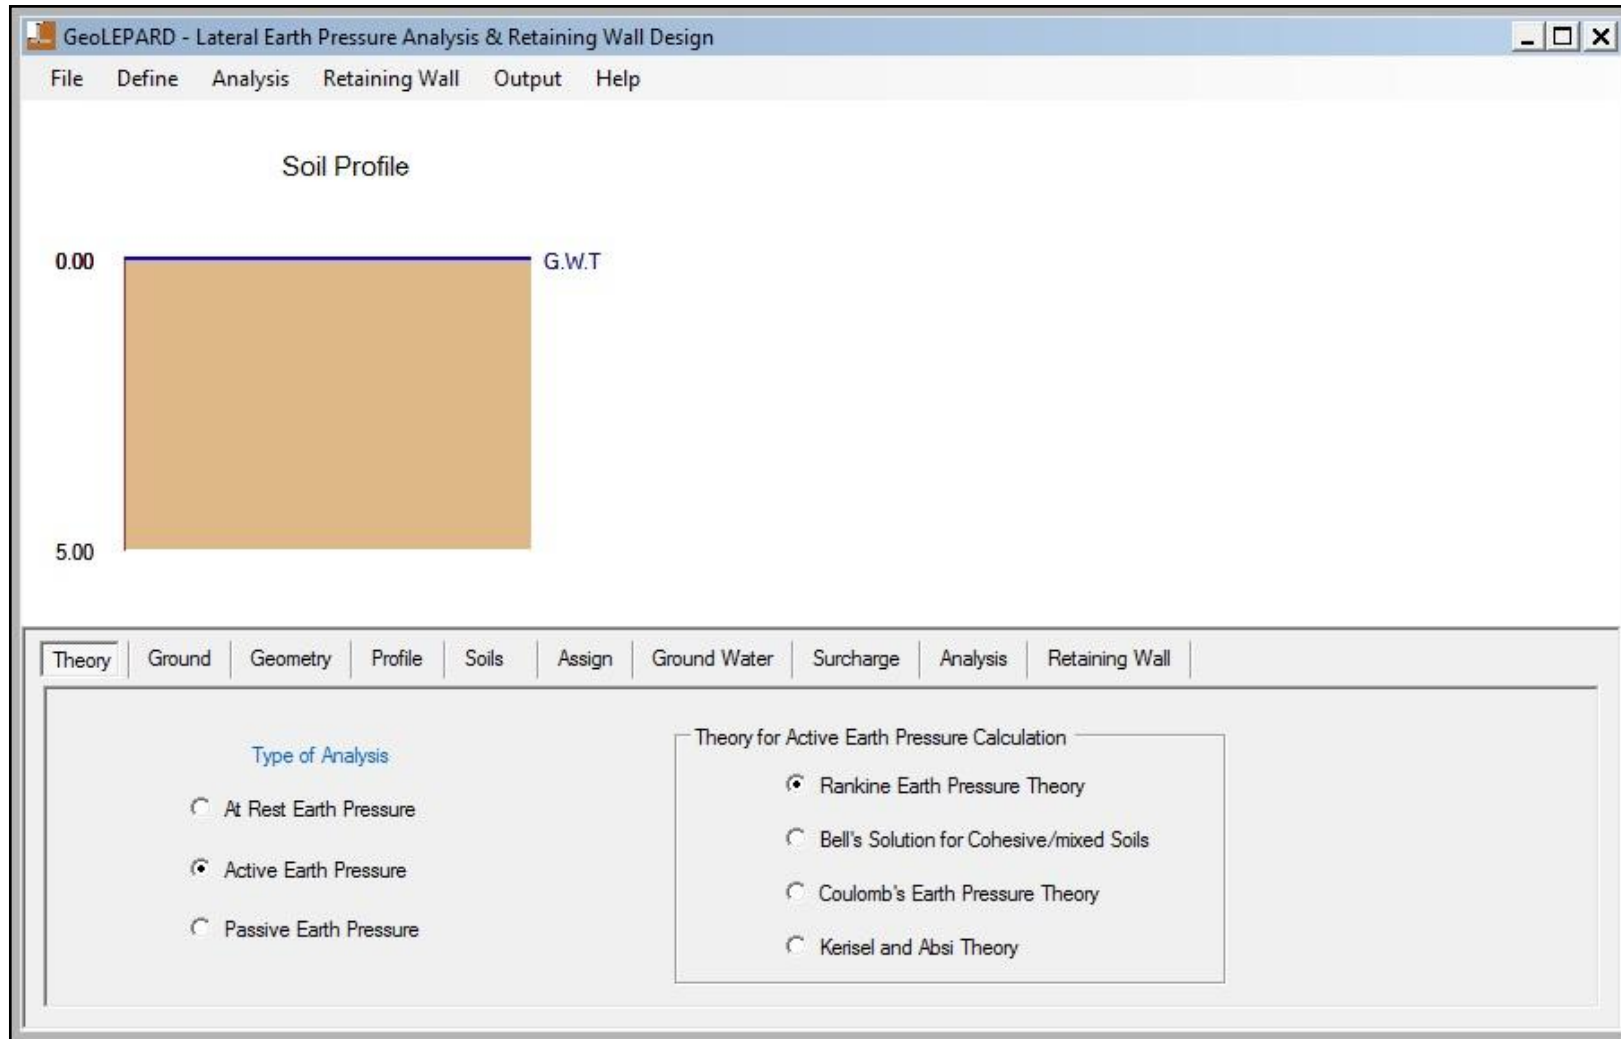 GeoLEPARD - Lateral Earth Pressure Analysis & Retaining Wall Design
File Define Analysis Retaining Wall Output Help
Soil Profile
0.00 G.W.T
5.00
Theory Ground Geometry Profile Soils Assign Ground Water Surcharge Analysis Retaining Wall
Type of Analysis
At Rest Earth Pressure
Active Earth Pressure
Passive Earth Pressure
Theory for Active Earth Pressure Calculation
Rankine Earth Pressure Theory
Bell's Solution for Cohesive/mixed Soils
Coulomb's Earth Pressure Theory
Kerisel and Absi Theory